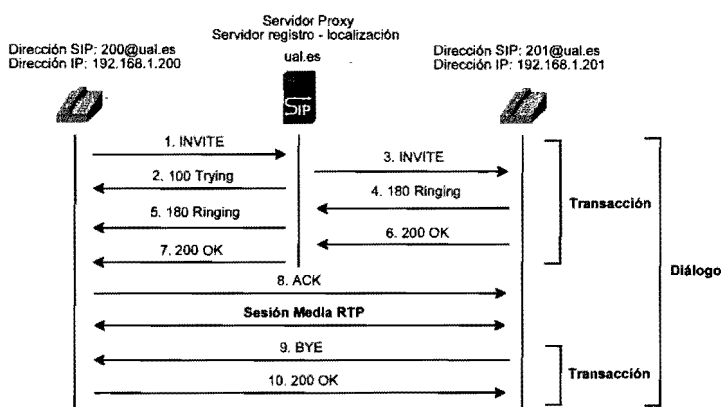 Servidor Proxy
Servidor registro - localización
ual.es
Dirección SIP: 200@ual.es
Dirección IP: 192.168.1.200
Dirección SIP: 201@ual.es
Dirección IP: 192.168.1.201
SIP
1. INVITE
3. INVITE
2. 100 Trying
4. 180 Ringing
5. 180 Ringing
6. 200 OK
7. 200 OK
8. ACK
Sesión Media RTP
9. BYE
10. 200 OK
Transacción
Transacción
Diálogo